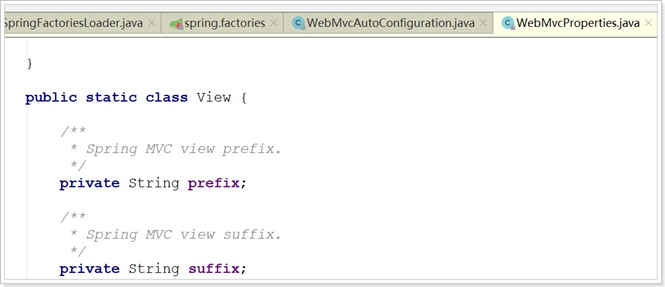 SpringFactoriesLoader.java spring.factories WebMvcAutoConfiguration.java WebMvcProperties.java
}
public static class View {
/**
* Spring MVC view prefix.
*/
private String prefix;
/**
* Spring MVC view suffix.
*/
private String suffix;